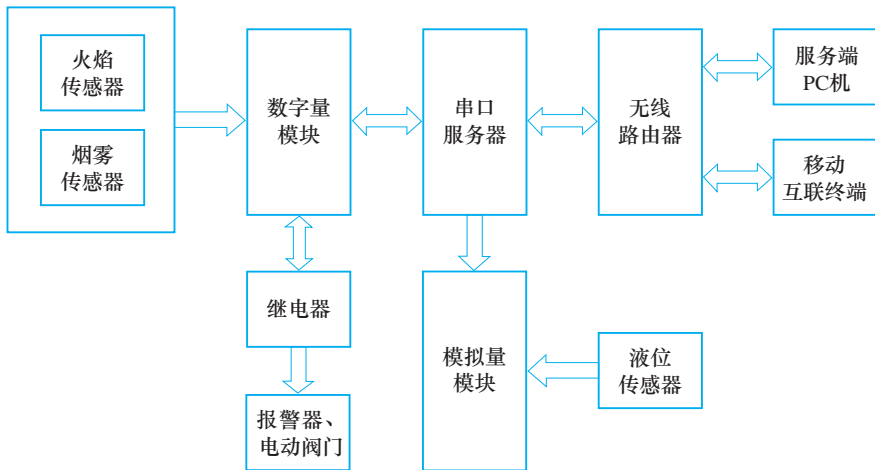 火焰
传感器
烟雾
传感器
数字量
模块
串口
服务器
无线
路由器
服务端
PC机
移动
互联终端
继电器
报警器、
电动阀门
模拟量
模块
液位
传感器